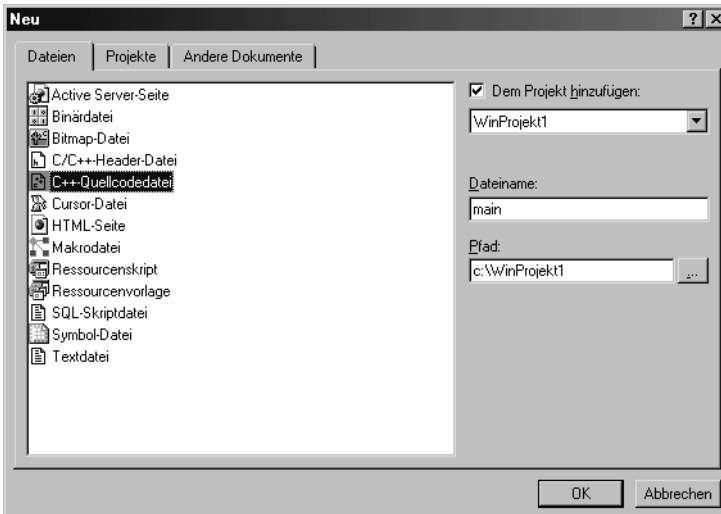 Neu
Dateien Projekte Andere Dokumente
Active Server-Seite
Binärdatei
Bitmap-Datei
C/C++-Header-Datei
C++-Quellcodedatei
Cursor-Datei
HTML-Seite
Makrodatei
Ressourcenskript
Ressourcenvorlage
SQL-Skriptdatei
Symbol-Datei
Textdatei
Dem Projekt hinzufügen:
WinProjekt1
Dateiname:
main
Pfad:
c:\WinProjekt1
...
OK Abbrechen